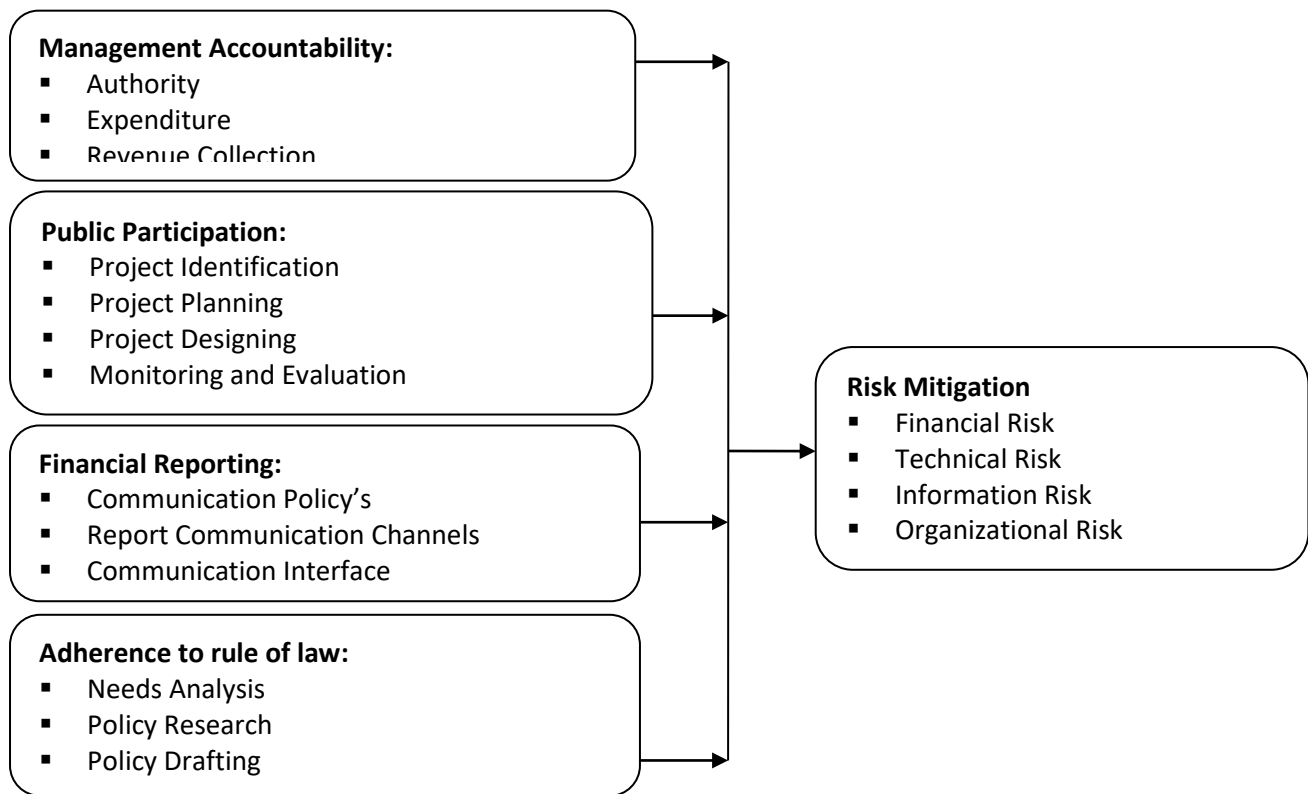 Management Accountability:
▪ Authority
▪ Expenditure
▪ Revenue Collection
Public Participation:
▪ Project Identification
▪ Project Planning
▪ Project Designing
▪ Monitoring and Evaluation
Financial Reporting:
▪ Communication Policy’s
▪ Report Communication Channels
▪ Communication Interface
Adherence to rule of law:
▪ Needs Analysis
▪ Policy Research
▪ Policy Drafting
Risk Mitigation
▪ Financial Risk
▪ Technical Risk
▪ Information Risk
▪ Organizational Risk